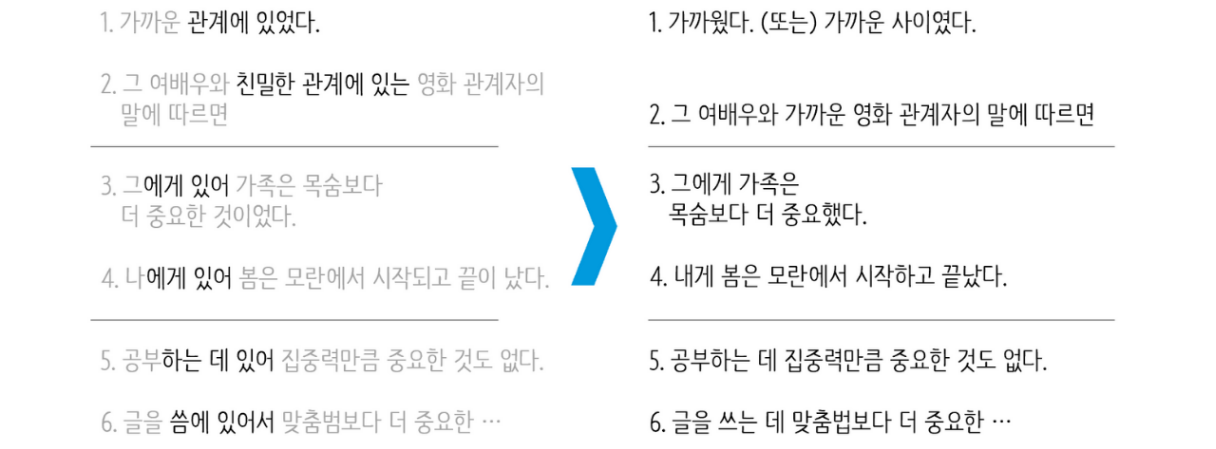 1. 가까운 관계에 있었다.
2. 그 여배우와 친밀한 관계에 있는 영화 관계자의
말에 따르면
3. 그에게 있어 가족은 목숨보다
더 중요한 것이었다.
4. 나에게 있어 봄은 모란에서 시작되고 끝이 났다.
5. 공부하는 데 있어 집중력만큼 중요한 것도 없다.
6. 글을 씀에 있어서 맞춤범보다 더 중요한 …
1. 가까웠다. (또는) 가까운 사이였다.
2. 그 여배우와 가까운 영화 관계자의 말에 따르면
3. 그에게 가족은
목숨보다 더 중요했다.
4. 내게 봄은 모란에서 시작하고 끝났다.
5. 공부하는 데 집중력만큼 중요한 것도 없다.
6. 글을 쓰는 데 맞춤법보다 더 중요한 …